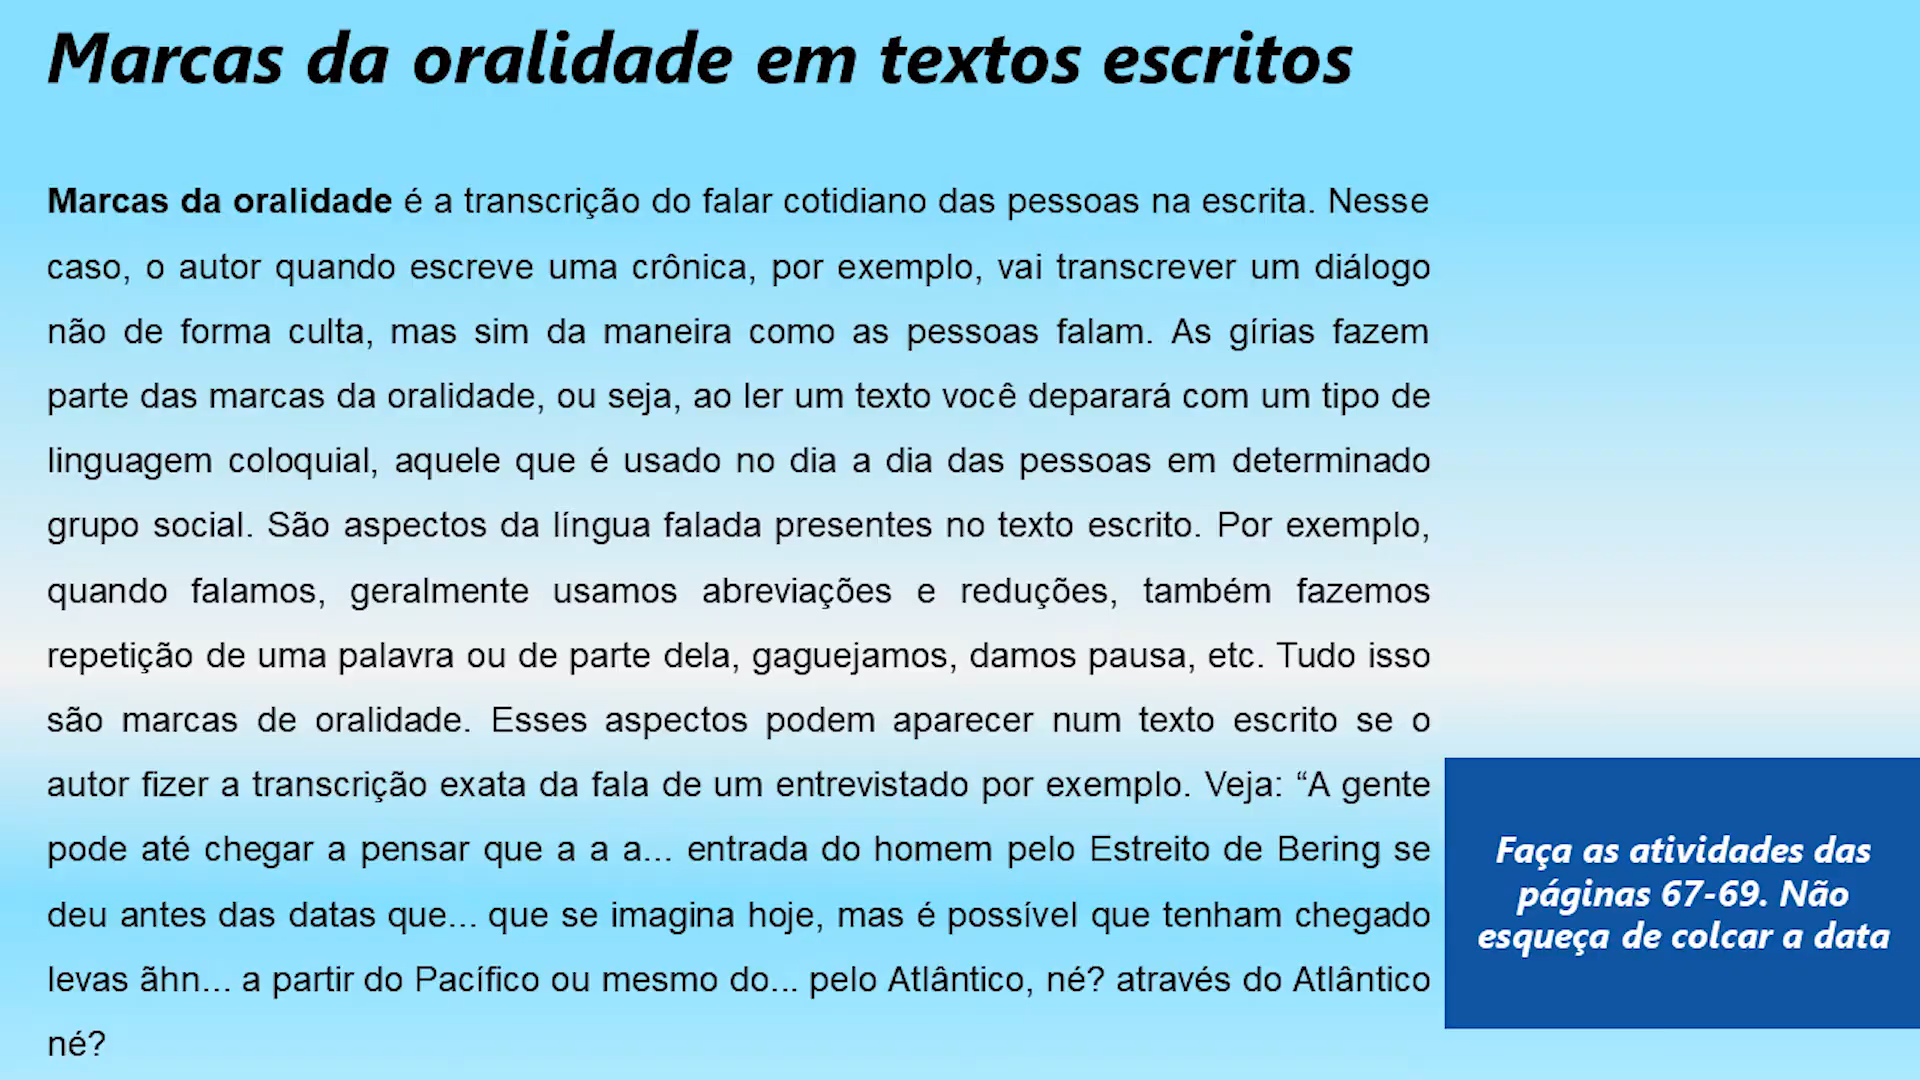 Marcas da oralidade em textos escritos
Marcas da oralidade é a transcrição do falar cotidiano das pessoas na escrita. Nesse
caso, o autor quando escreve uma crônica, por exemplo, vai transcrever um diálogo
não de forma culta, mas sim da maneira como as pessoas falam. As gírias fazem
parte das marcas da oralidade, ou seja, ao ler um texto você deparará com um tipo de
linguagem coloquial, aquele que é usado no dia a dia das pessoas em determinado
grupo social. São aspectos da língua falada presentes no texto escrito. Por exemplo,
quando falamos, geralmente usamos abreviações e reduções, também fazemos
repetição de uma palavra ou de parte dela, gaguejamos, damos pausa, etc. Tudo isso
são marcas de oralidade. Esses aspectos podem aparecer num texto escrito se o
autor fizer a transcrição exata da fala de um entrevistado por exemplo. Veja: “A gente
pode até chegar a pensar que a a a... entrada do homem pelo Estreito de Bering se
deu antes das datas que... que se imagina hoje, mas é possível que tenham chegado
levas ãhn... a partir do Pacífico ou mesmo do... pelo Atlântico, né? através do Atlântico
né?
Faça as atividades das
páginas 67-69. Não
esqueça de colcar a data